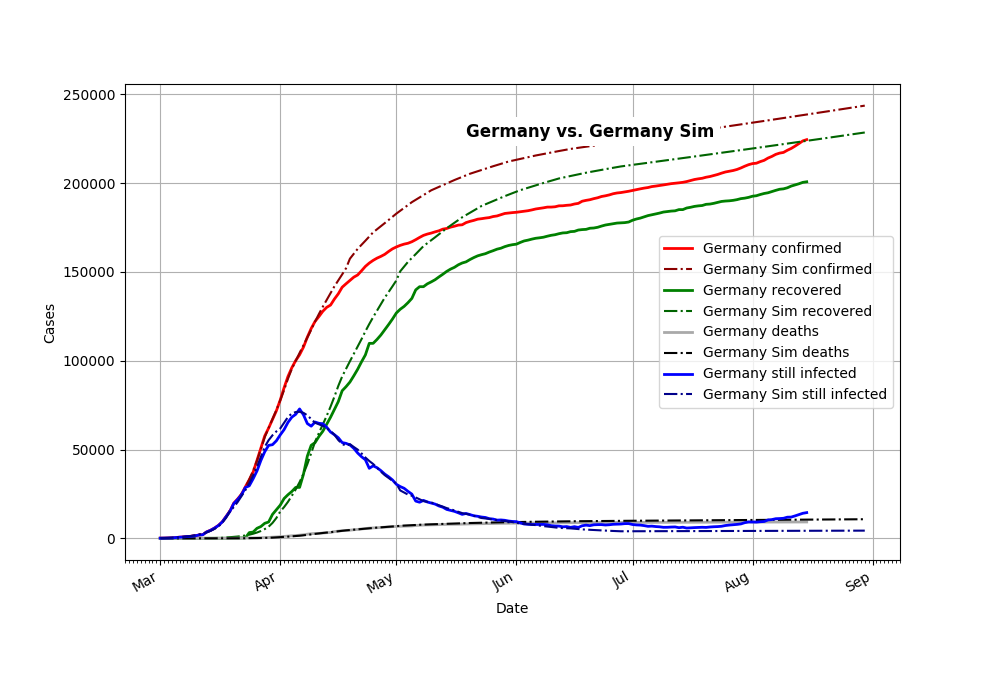 Germany vs. Germany Sim
250000
200000
150000
100000
50000
0
Cases
Germany confirmed
Germany Sim confirmed
Germany recovered
Germany Sim recovered
Germany deaths
Germany Sim deaths
Germany still infected
Germany Sim still infected
Mar Apr May Jun Jul Aug Sep
Date